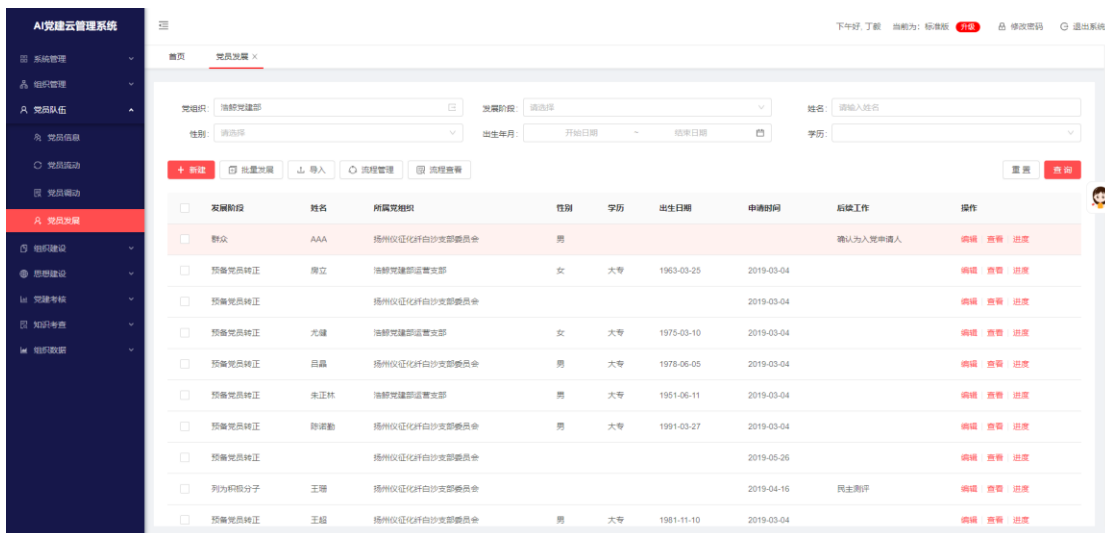 AI党建云管理系统
下午好, 丁毅 当前为: 标准版 升级 修改密码 退出系统
系统管理
组织管理
党员队伍
党员信息
党员流动
党员调动
党员发展
组织建设
思想建设
党建考核
知识考查
组织数据
首页 党员发展 ×
党组织: 浩鲸党建部 发展阶段: 请选择 姓名: 请输入姓名
性别: 请选择 出生年月: 开始日期 ~ 结束日期 学历:
+ 新建 批量发展 导入 流程管理 流程查看 重置 查询
发展阶段 姓名 所属党组织 性别 学历 出生日期 申请时间 后续工作 操作
群众 AAA 扬州仪征化纤白沙支部委员会 男 确认为入党申请人 编辑 查看 进度
预备党员转正 房立 浩鲸党建部运营支部 女 大专 1963-03-25 2019-03-04 编辑 查看 进度
预备党员转正 扬州仪征化纤白沙支部委员会 2019-03-04 编辑 查看 进度
预备党员转正 尤健 浩鲸党建部运营支部 女 大专 1975-03-10 2019-03-04 编辑 查看 进度
预备党员转正 吕晶 扬州仪征化纤白沙支部委员会 男 大专 1978-06-05 2019-03-04 编辑 查看 进度
预备党员转正 朱正林 浩鲸党建部运营支部 男 大专 1951-06-11 2019-03-04 编辑 查看 进度
预备党员转正 陈诺勤 扬州仪征化纤白沙支部委员会 男 大专 1991-03-27 2019-03-04 编辑 查看 进度
预备党员转正 扬州仪征化纤白沙支部委员会 2019-05-26 编辑 查看 进度
列为积极分子 王珊 扬州仪征化纤白沙支部委员会 2019-04-16 民主测评 编辑 查看 进度
预备党员转正 王超 扬州仪征化纤白沙支部委员会 男 大专 1981-11-10 2019-03-04 编辑 查看 进度